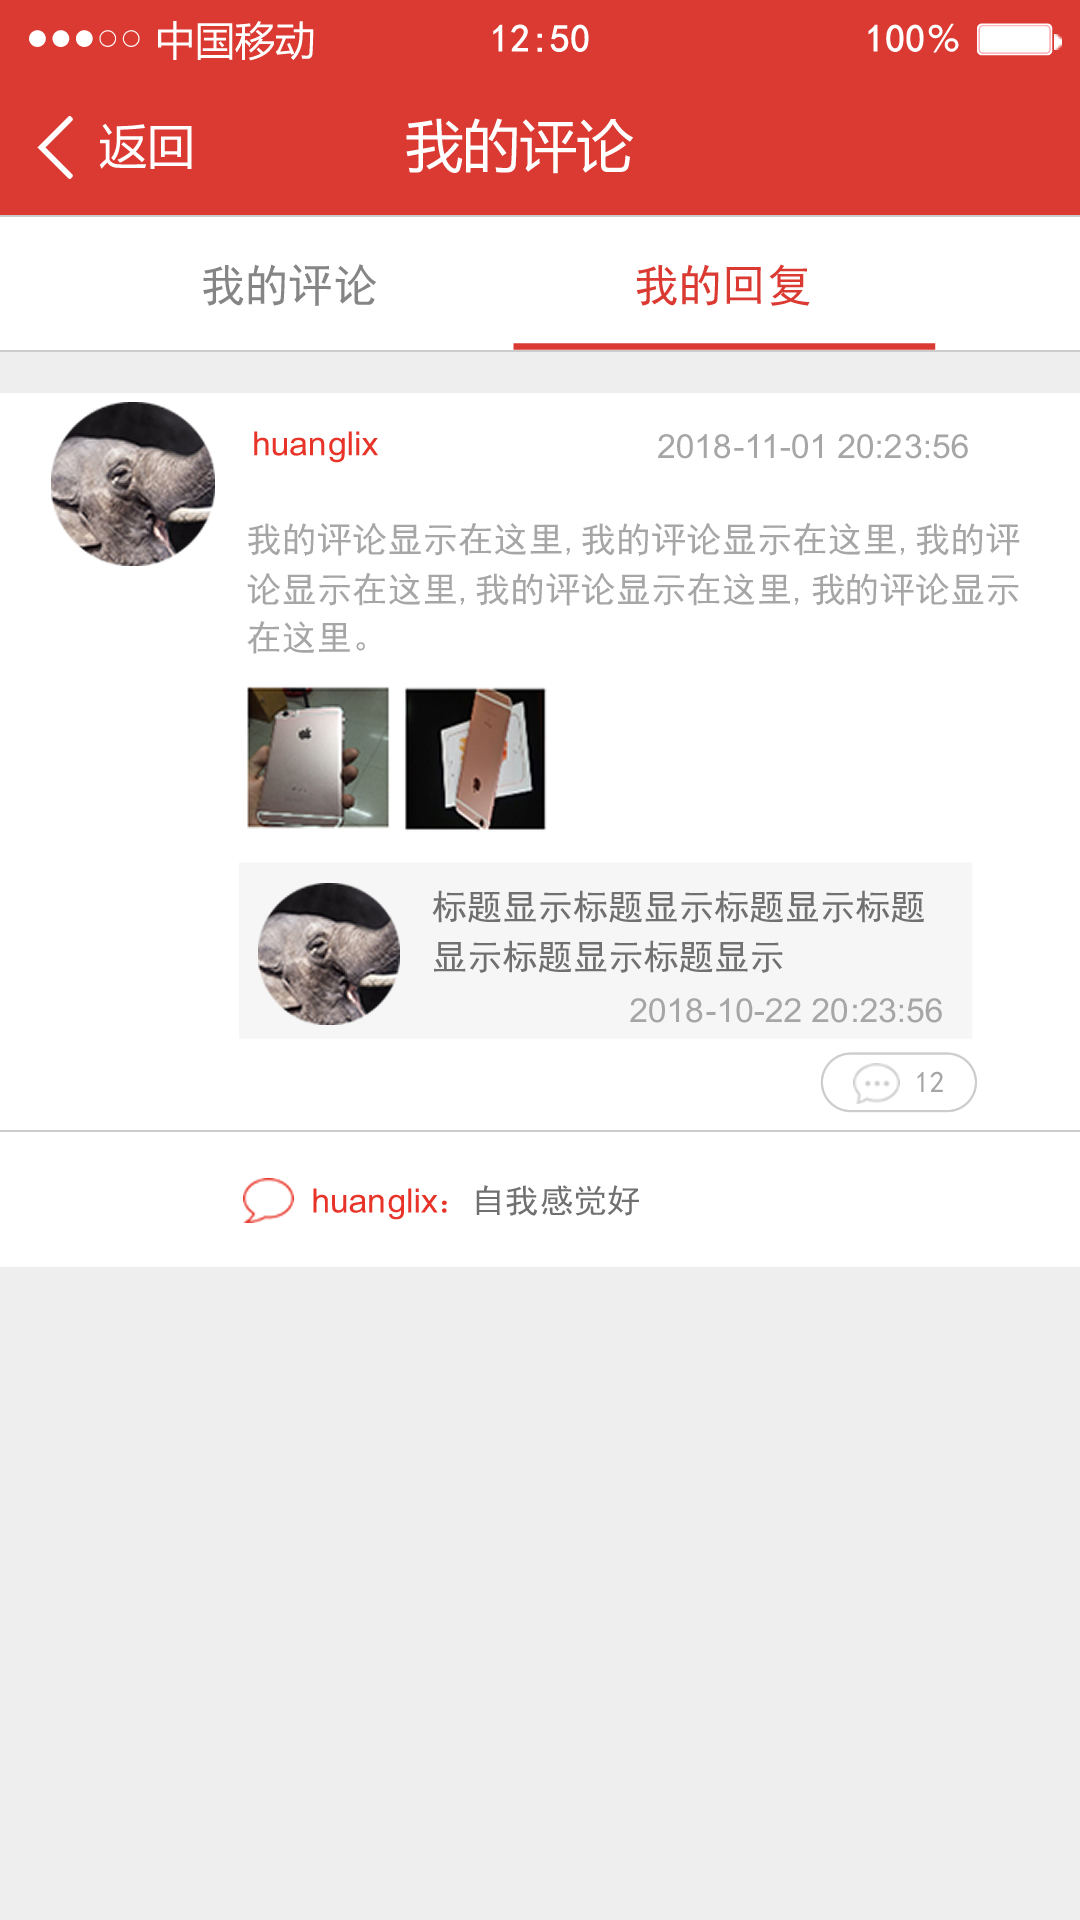 中国移动 12:50 100%
返回 我的评论
我的评论 我的回复
huanglix 2018-11-01 20:23:56
我的评论显示在这里,我的评论显示在这里,我的评
论显示在这里,我的评论显示在这里,我的评论显示
在这里。
标题显示标题显示标题显示标题
显示标题显示标题显示
2018-10-22 20:23:56
12
huanglix：自我感觉好